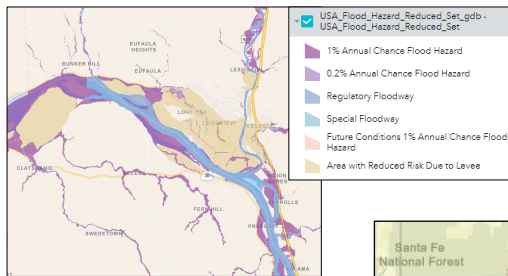 USA_Flood_Hazard_Reduced_Set_gdb -
USA_Flood_Hazard_Reduced_Set
1% Annual Chance Flood Hazard
0.2% Annual Chance Flood Hazard
Regulatory Floodway
Special Floodway
Future Conditions 1% Annual Chance Flood
Hazard
Area with Reduced Risk Due to Levee
EUFAULA
HEIGHTS
BUNKER HILL
EUFAULA
LONGVIEW
FERN HILL
SWEDETOWN
Santa Fe
National Forest